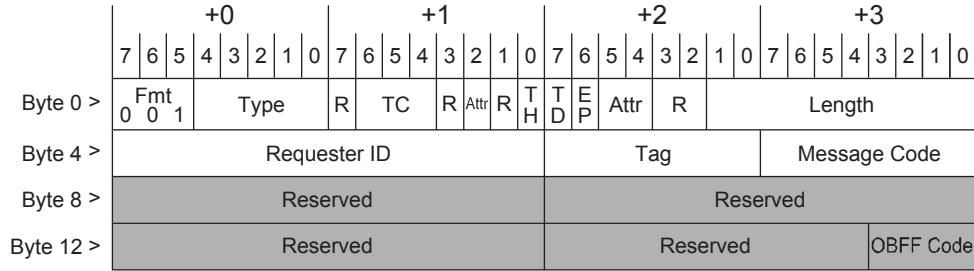 +0 +1 +2 +3
7 6 5 4 3 2 1 0 7 6 5 4 3 2 1 0 7 6 5 4 3 2 1 0 7 6 5 4 3 2 1 0
Byte 0 > Fmt 0 0 1 Type R TC R Attr R TH TD EP Attr R Length
Byte 4 > Requester ID Tag Message Code
Byte 8 > Reserved Reserved
Byte 12 > Reserved Reserved OBFF Code